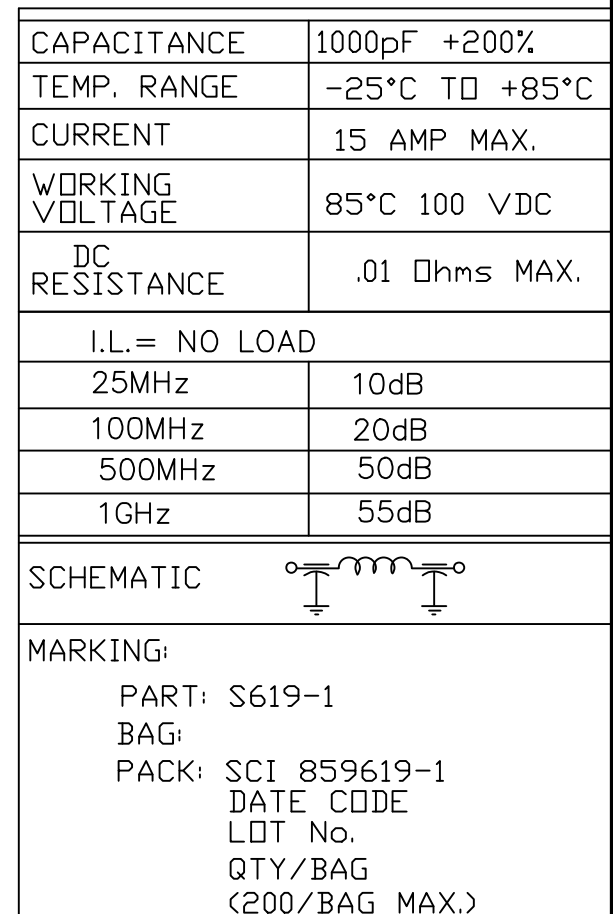 CAPACITANCE 1000pF +200%
TEMP. RANGE -25°C TO +85°C
CURRENT 15 AMP MAX.
WORKING
VOLTAGE 85°C 100 VDC
DC
RESISTANCE .01 Ohms MAX.
I.L.= NO LOAD
25MHz 10dB
100MHz 20dB
500MHz 50dB
1GHz 55dB
SCHEMATIC
MARKING:
PART: S619-1
BAG:
PACK: SCI 859619-1
DATE CODE
LOT No.
QTY/BAG
(200/BAG MAX.)